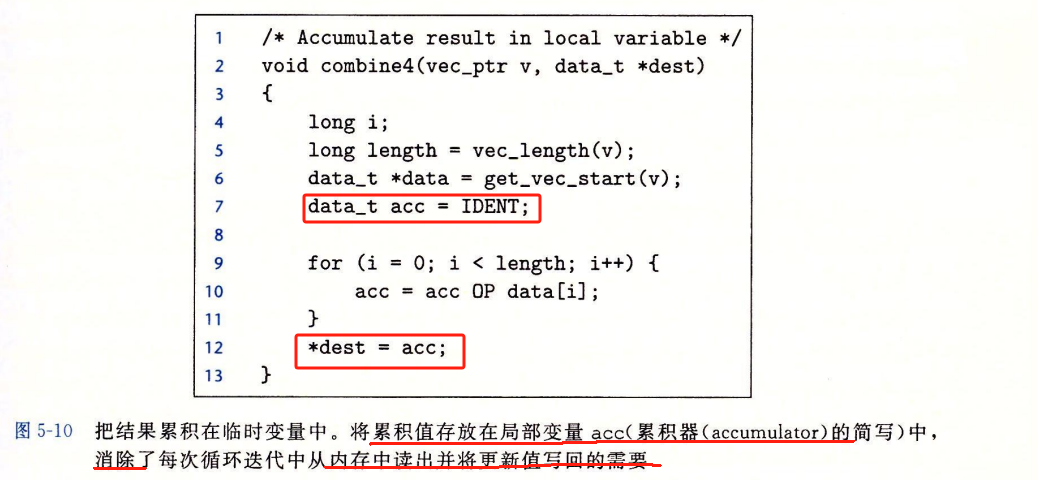 1 /* Accumulate result in local variable */
2 void combine4(vec_ptr v, data_t *dest)
3 {
4 long i;
5 long length = vec_length(v);
6 data_t *data = get_vec_start(v);
7 data_t acc = IDENT;
8
9 for (i = 0; i < length; i++) {
10 acc = acc OP data[i];
11 }
12 *dest = acc;
13 }
图 5-10 把结果累积在临时变量中。将累积值存放在局部变量 acc(累积器(accumulator)的简写)中,
消除了每次循环迭代中从内存中读出并将更新值写回的需要